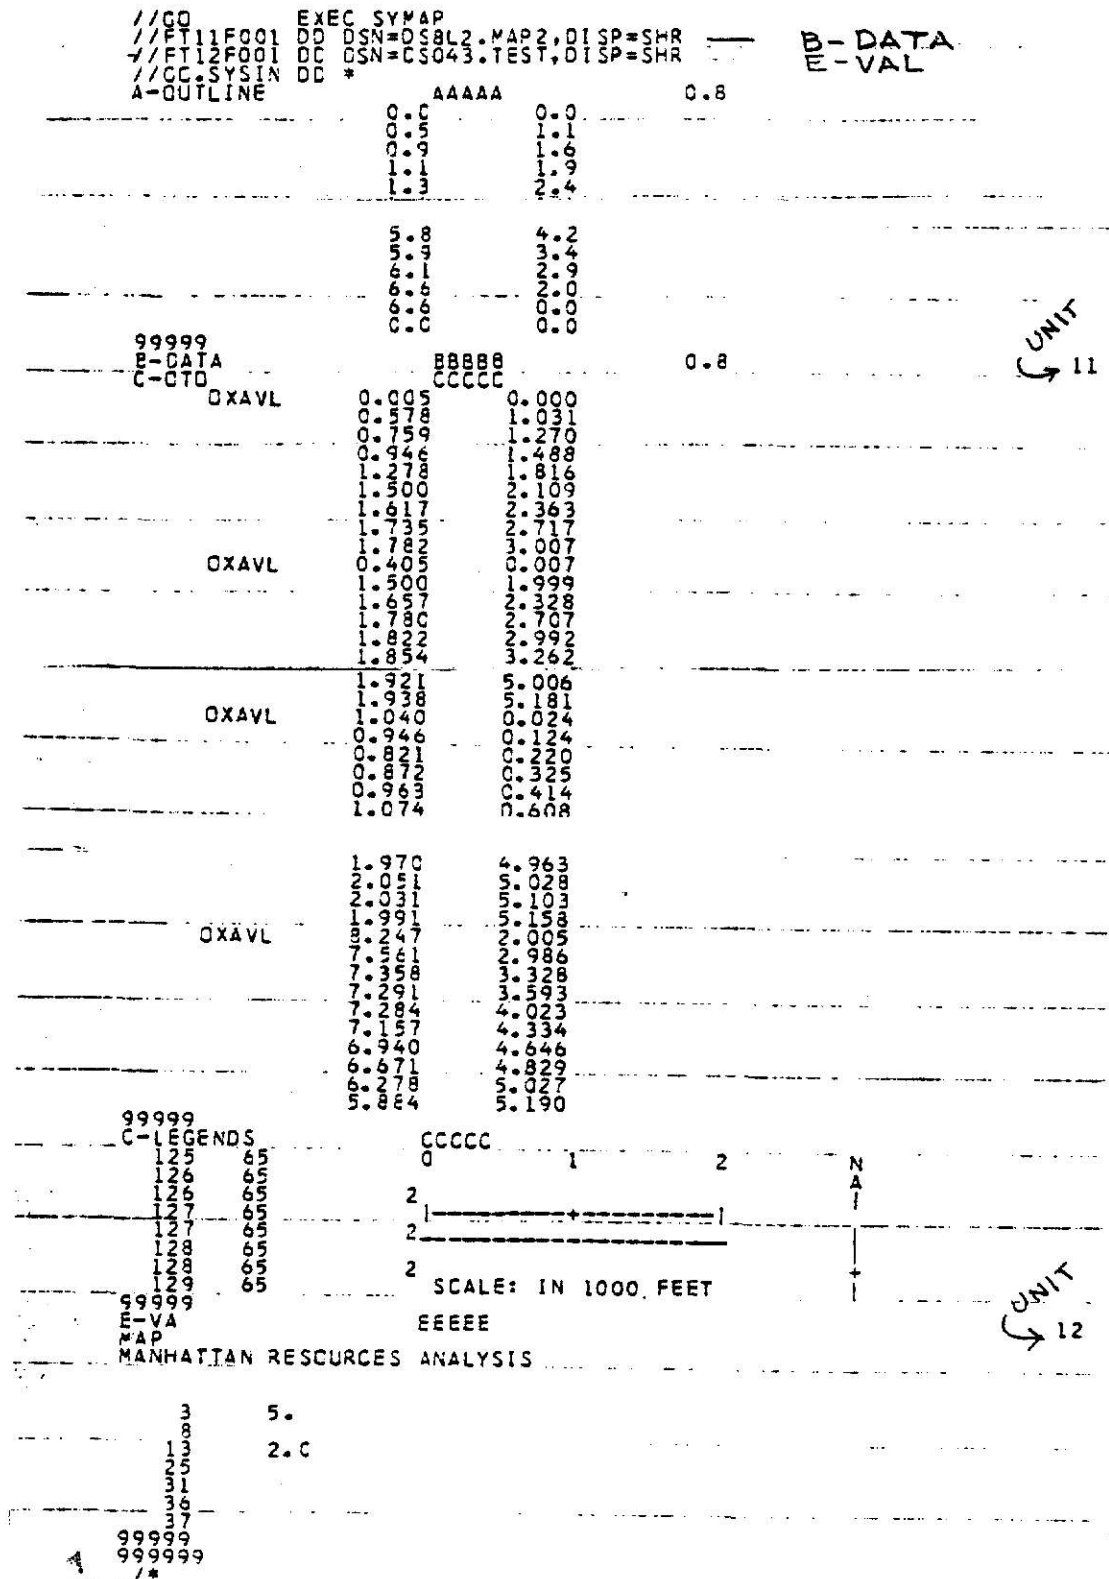 //GO      EXEC SYMAP
//FT11F001 DD DSN=DS8L2.MAP2,DISP=SHR — B-DATA
//FT12F001 DC DSN=CS043.TEST,DISP=SHR E-VAL
//GC.SYSIN DC *
A-OUTLINE AAAAA 0.8
0.C 0.0
0.5 1.1
0.9 1.6
1.1 1.9
1.3 2.4
5.8 4.2
5.9 3.4
6.1 2.9
6.6 2.0
6.6 0.0
C.C 0.0
99999
B-DATA BBBBB 0.8 UNIT 11
C-OTO CCCCC
OXAVL 0.005 0.000
0.578 1.031
0.759 1.270
0.946 1.488
1.278 1.816
1.500 2.109
1.617 2.363
1.735 2.717
1.782 3.007
OXAVL 0.405 0.007
1.500 1.999
1.657 2.328
1.780 2.707
1.822 2.992
1.854 3.262
1.921 5.006
1.938 5.181
OXAVL 1.040 0.024
0.946 0.124
0.821 0.220
0.872 0.325
0.963 0.414
1.074 0.608
1.970 4.963
2.051 5.028
2.031 5.103
1.991 5.158
OXAVL 8.247 2.005
7.561 2.986
7.358 3.328
7.291 3.593
7.284 4.023
7.157 4.334
6.940 4.646
6.671 4.829
6.278 5.027
5.884 5.190
99999
C-LEGENDS CCCCC
125 65 0 1 2 N
126 65 A
126 65 2
127 65 |---------+---------|
127 65 2
128 65
128 65 2
129 65 SCALE: IN 1000 FEET
99999
E-VA EEEEE UNIT 12
MAP
MANHATTAN RESOURCES ANALYSIS
3 5.
8
13 2.C
25
31
36
37
99999
999999
/*